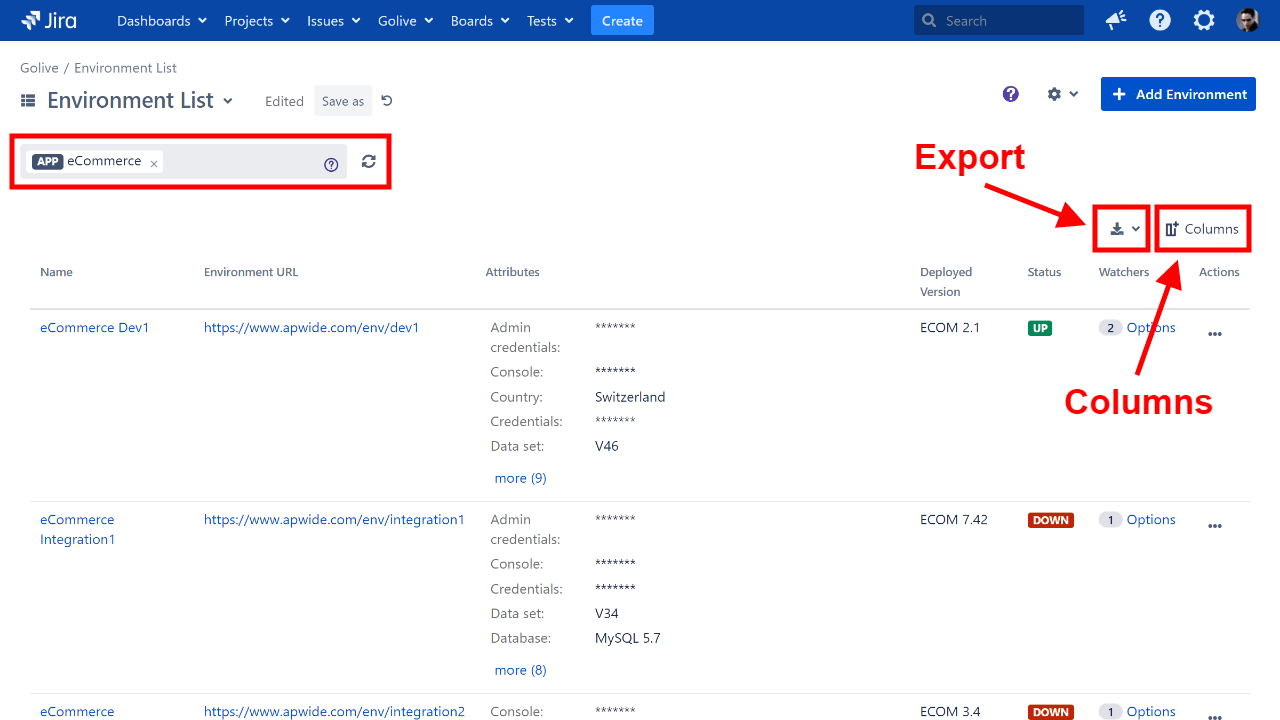 Jira Dashboards Projects Issues Golive Boards Tests Create Search
Golive / Environment List
Environment List Edited Save as
Add Environment
APP eCommerce ×
Export
Columns
Name Environment URL Attributes Deployed Version Status Watchers Actions
eCommerce Dev1 https://www.apwide.com/env/dev1 Admin credentials: ******* ECOM 2.1 UP 2 Options
Console: *******
Country: Switzerland
Credentials: *******
Data set: V46
more (9)
Columns
eCommerce Integration1 https://www.apwide.com/env/integration1 Admin credentials: ******* ECOM 7.42 DOWN 1 Options
Console: *******
Credentials: *******
Data set: V34
Database: MySQL 5.7
more (8)
eCommerce https://www.apwide.com/env/integration2 Console: ******* ECOM 3.4 DOWN 1 Options